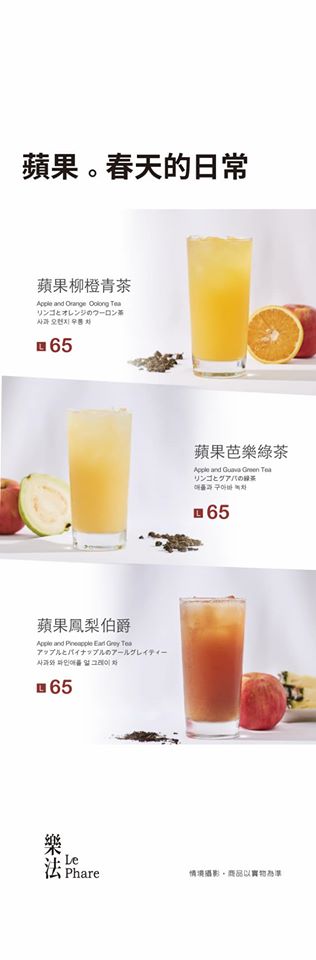 蘋果。春天的日常
蘋果柳橙青茶
Apple and Orange Oolong Tea
リンゴとオレンジのウーロン茶
사과 오렌지 우롱 차
L 65
蘋果芭樂綠茶
Apple and Guava Green Tea
リンゴとグアバの緑茶
애플과 구아바 녹차
L 65
蘋果鳳梨伯爵
Apple and Pineapple Earl Grey Tea
アップルとパイナップルのアールグレイティー
사과와 파인애플 얼 그레이 차
L 65
樂法 Le Phare
情境攝影・商品以實物為準